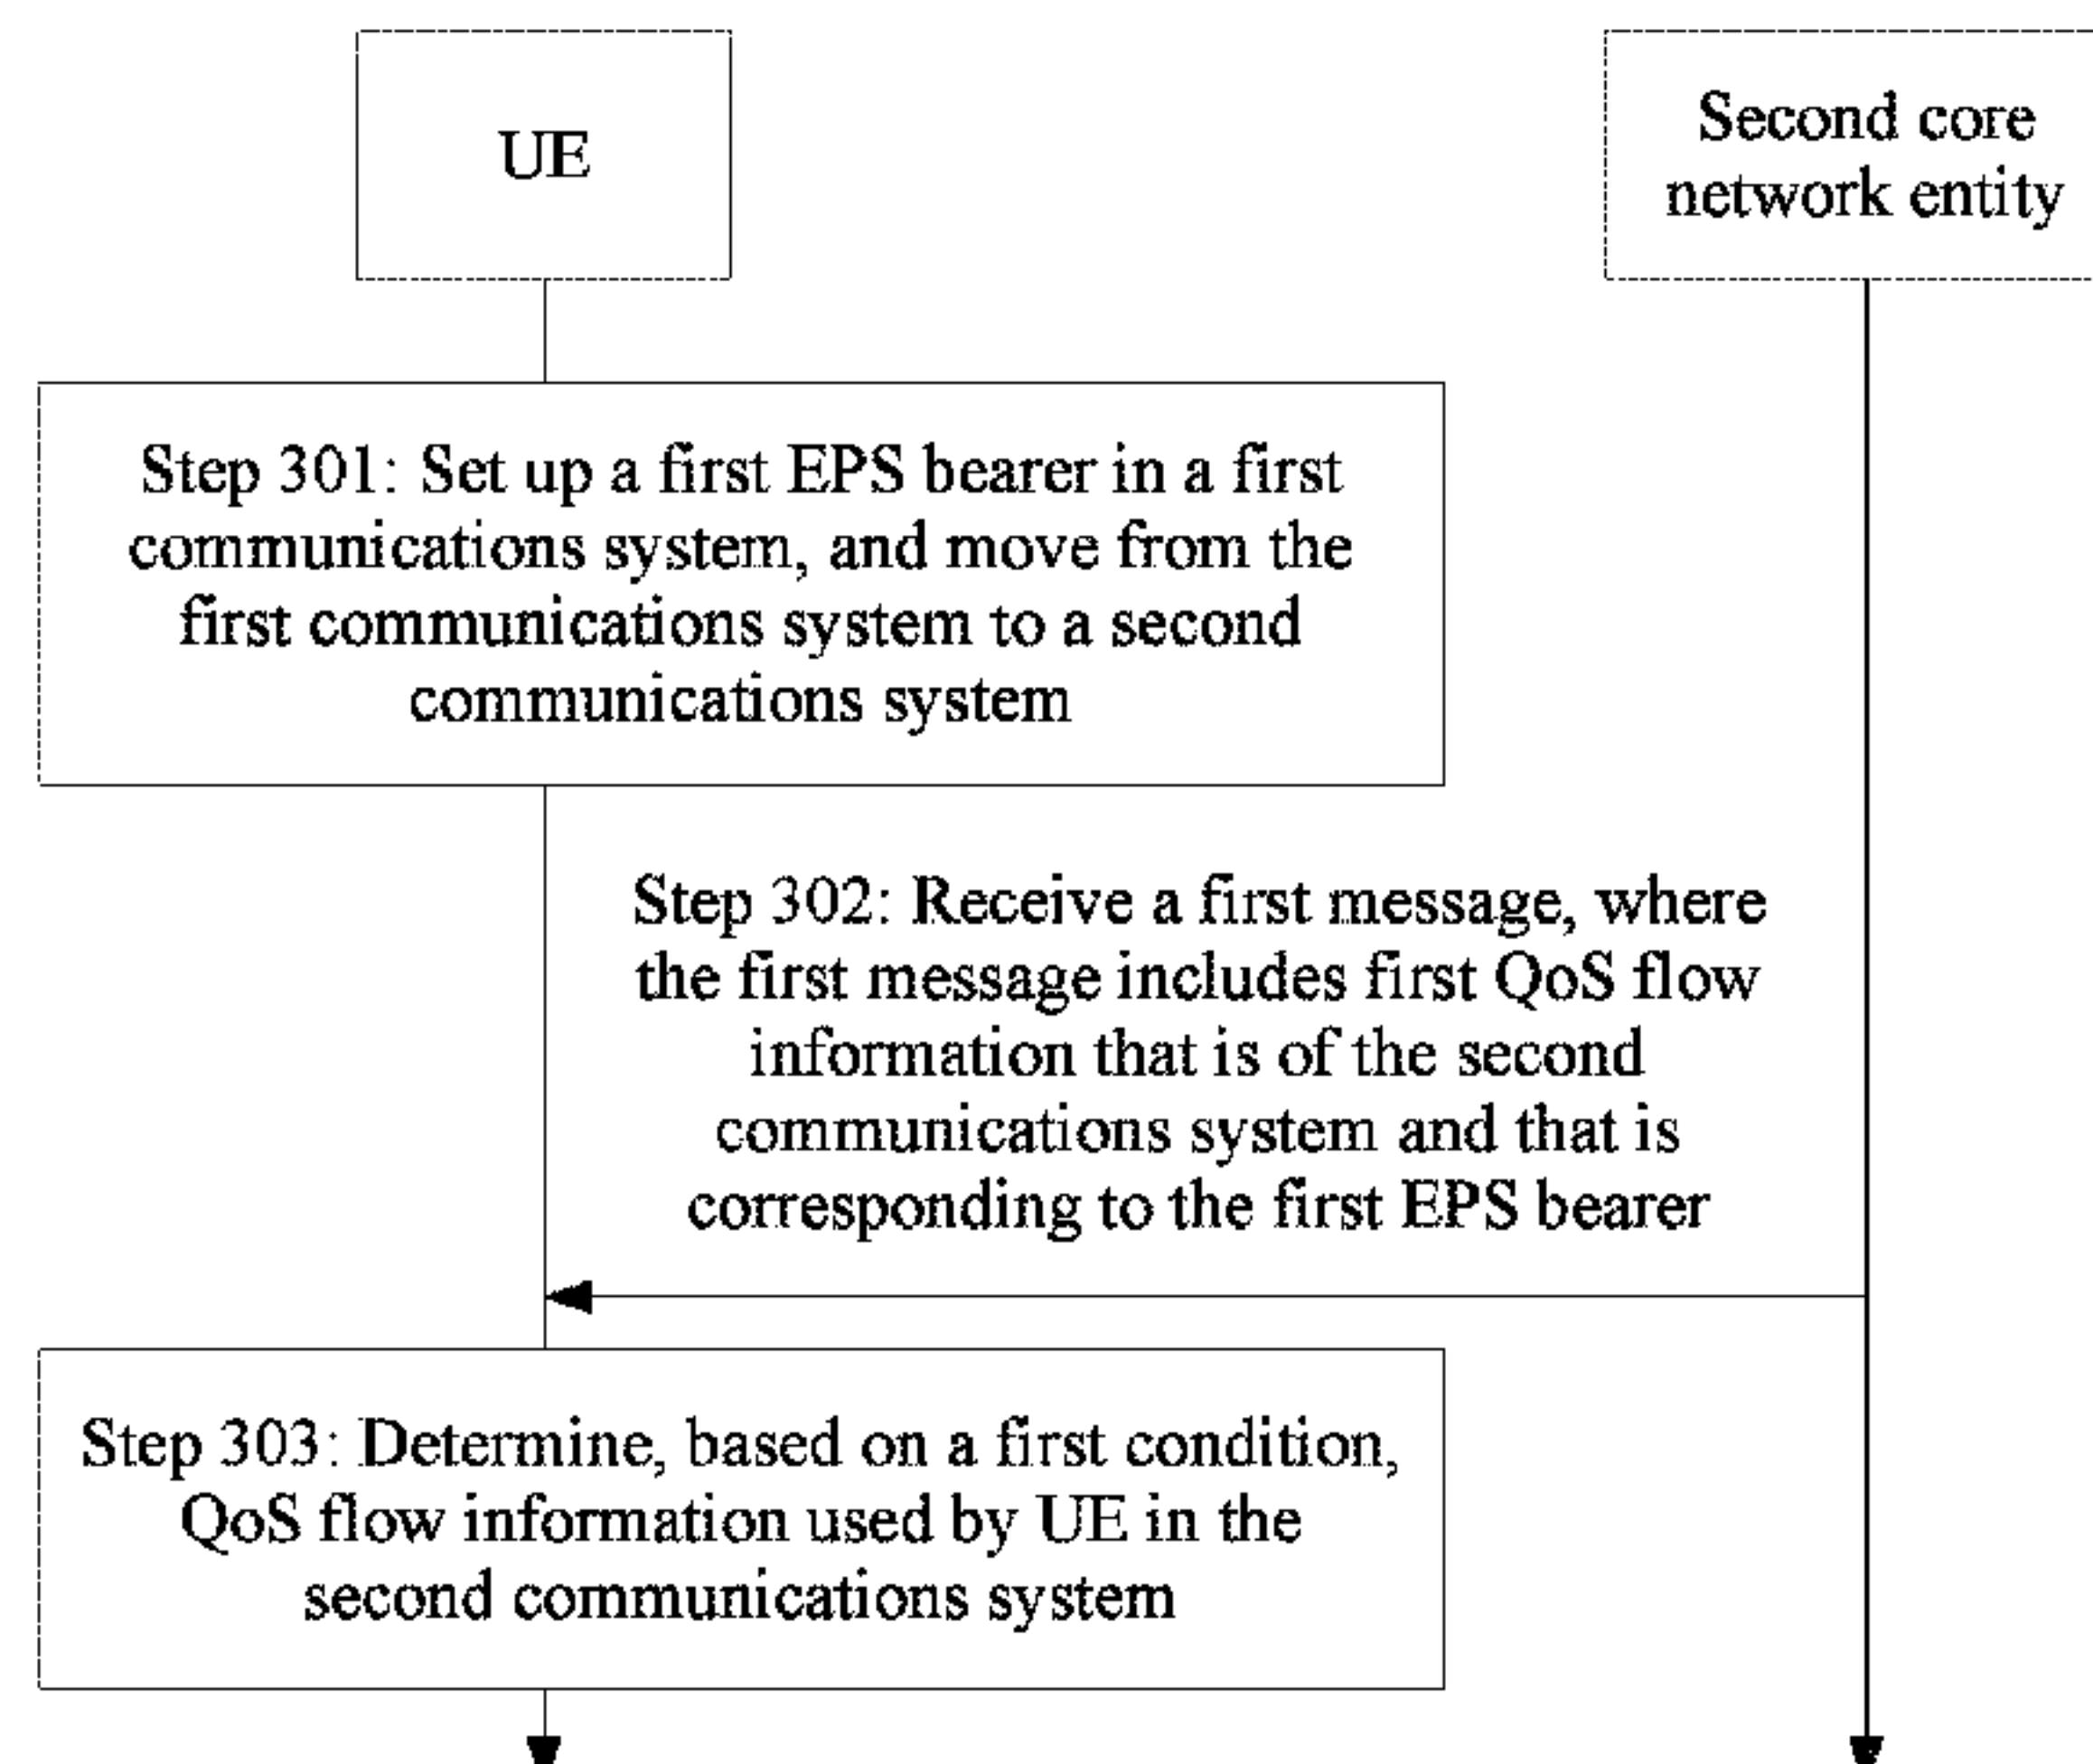 UE
Second core
network entity
Step 301: Set up a first EPS bearer in a first
communications system, and move from the
first communications system to a second
communications system
Step 302: Receive a first message, where
the first message includes first QoS flow
information that is of the second
communications system and that is
corresponding to the first EPS bearer
Step 303: Determine, based on a first condition,
QoS flow information used by UE in the
second communications system